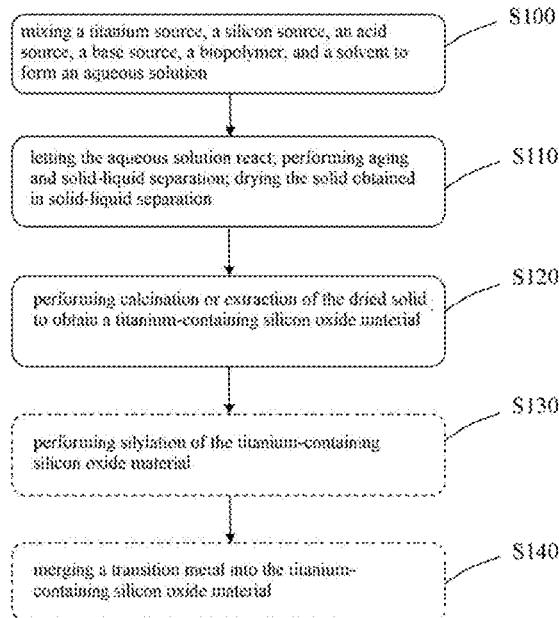 S100
mixing a titanium source, a silicon source, an acid
source, a base source, a biopolymer, and a solvent to
form an aqueous solution
S110
letting the aqueous solution react; performing aging
and solid-liquid separation; drying the solid obtained
in solid-liquid separation
S120
performing calcination or extraction of the dried solid
to obtain a titanium-containing silicon oxide material
S130
performing silylation of the titanium-containing
silicon oxide material
S140
merging a transition metal into the titanium-
containing silicon oxide material